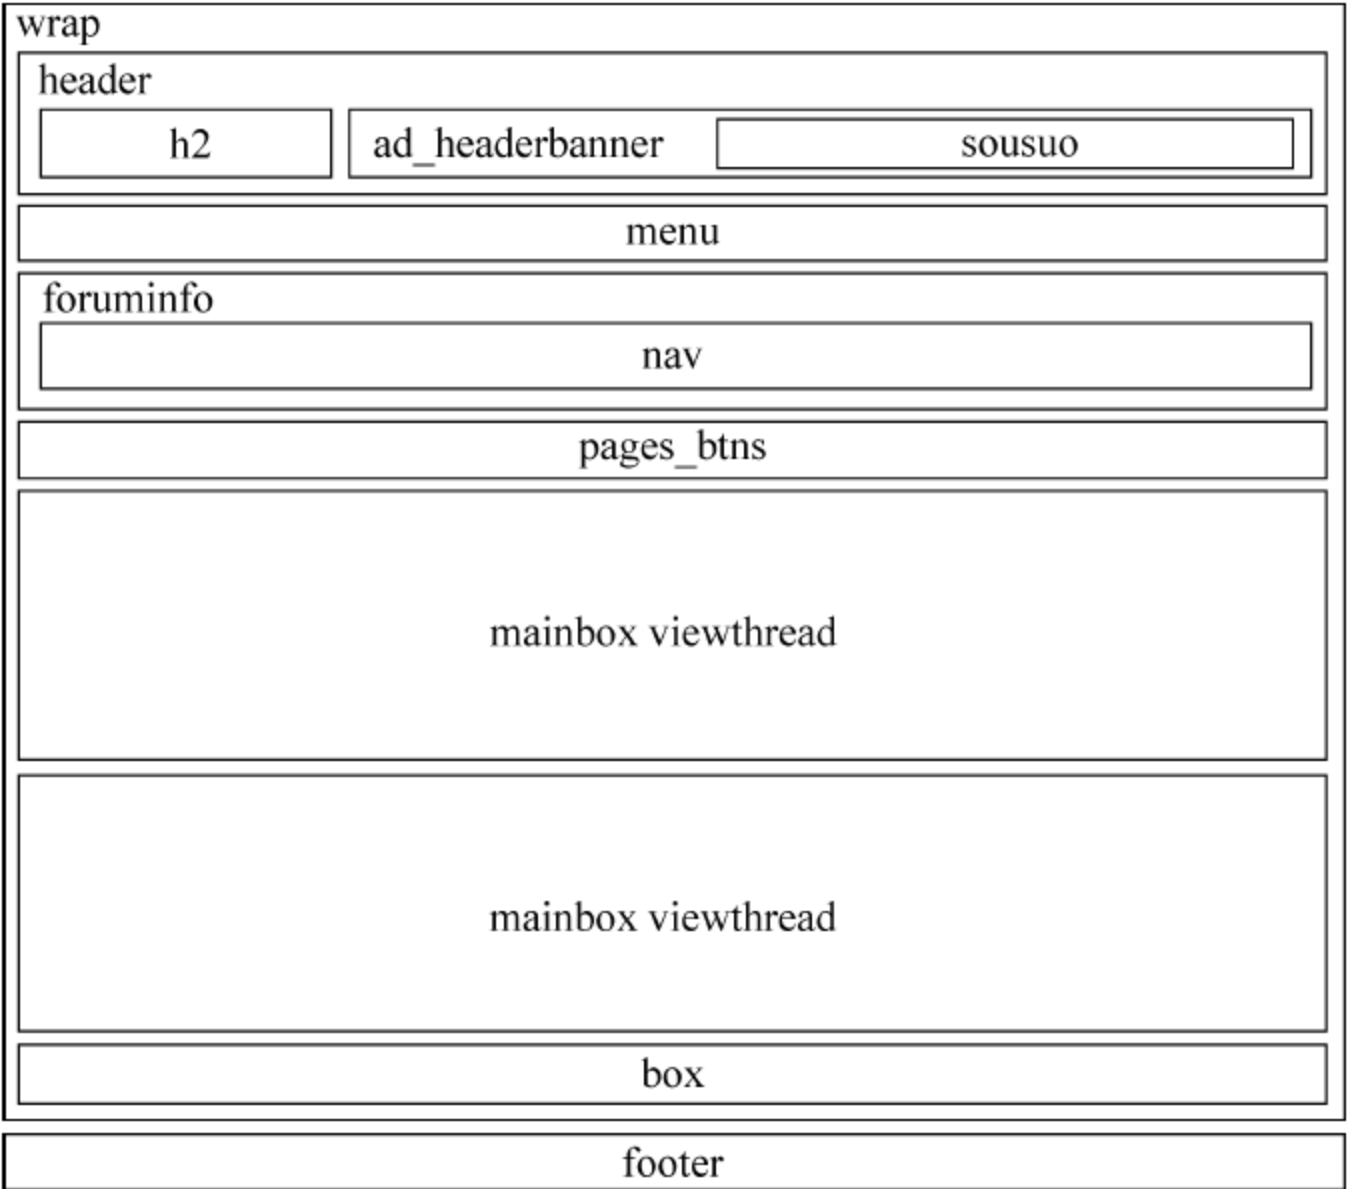 wrap
header
h2
ad_headerbanner
sousuo
menu
foruminfo
nav
pages_btns
mainbox viewthread
mainbox viewthread
box
footer